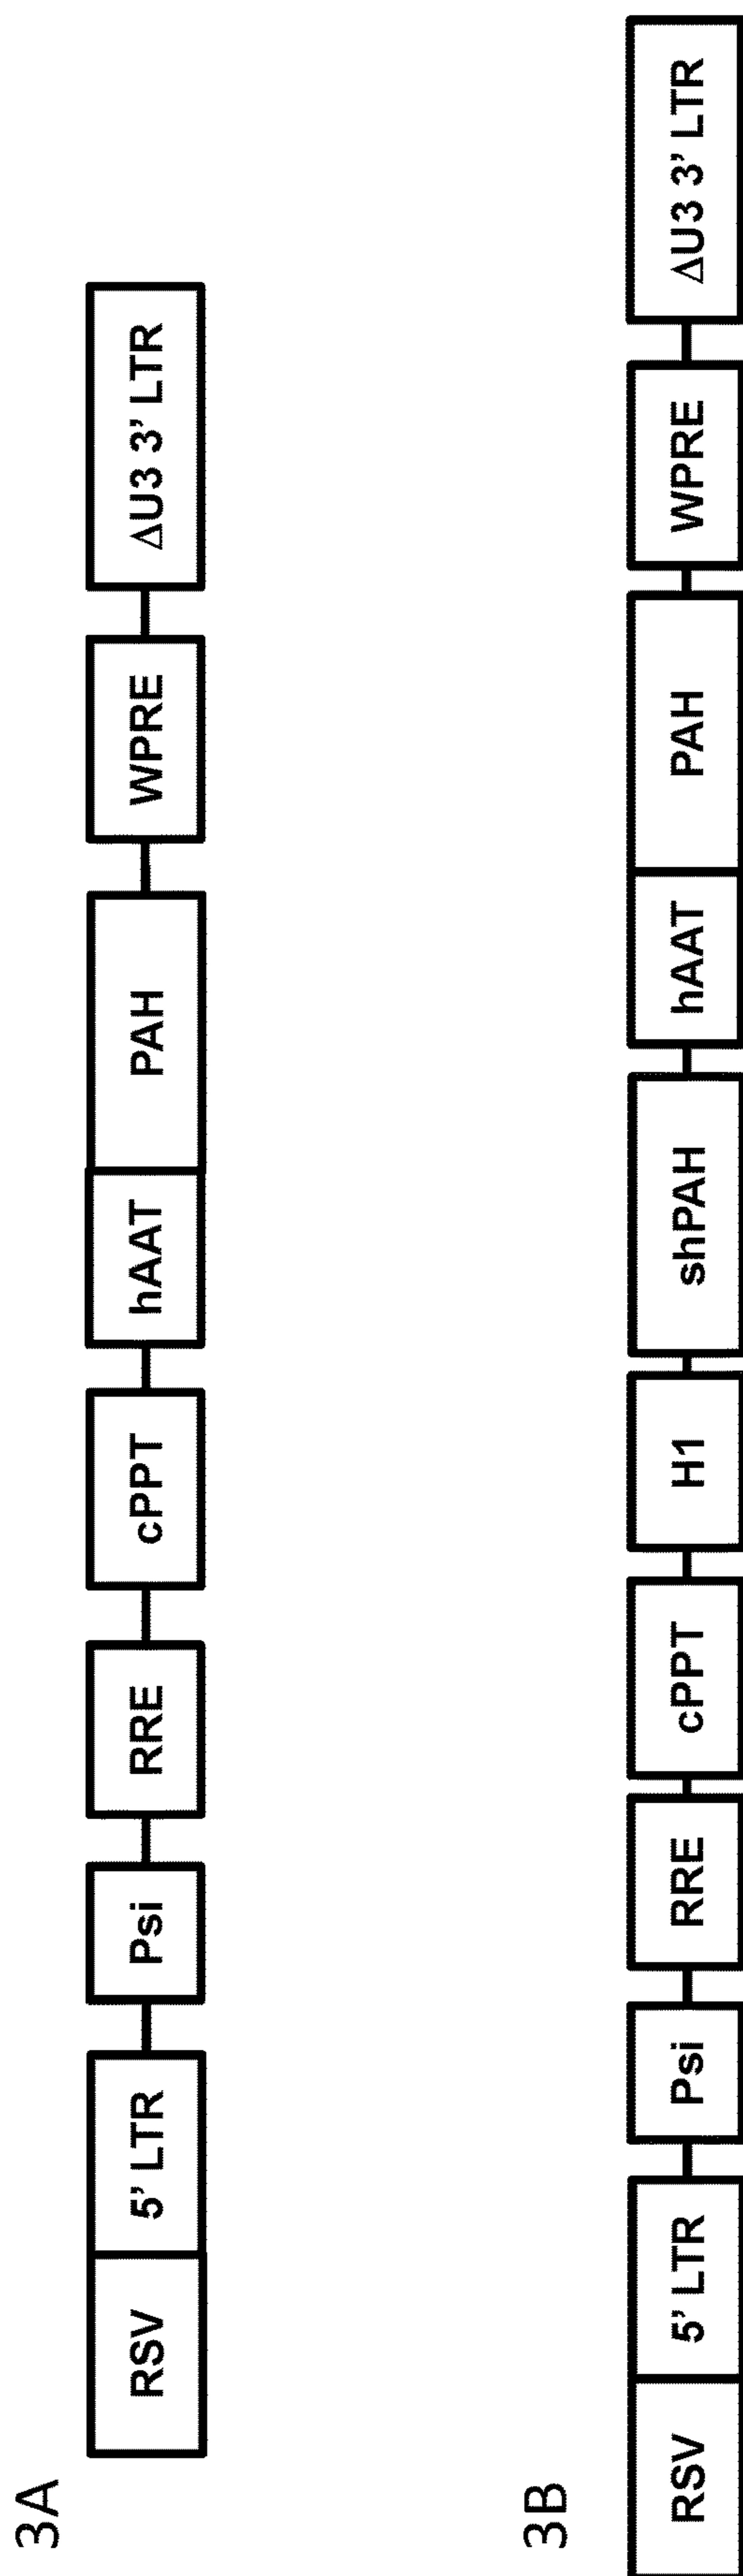 3A
RSV 5' LTR Psi RRE cPPT hAAT PAH WPRE ΔU3 3' LTR
3B
RSV 5' LTR Psi RRE cPPT H1 shPAH hAAT PAH WPRE ΔU3 3' LTR